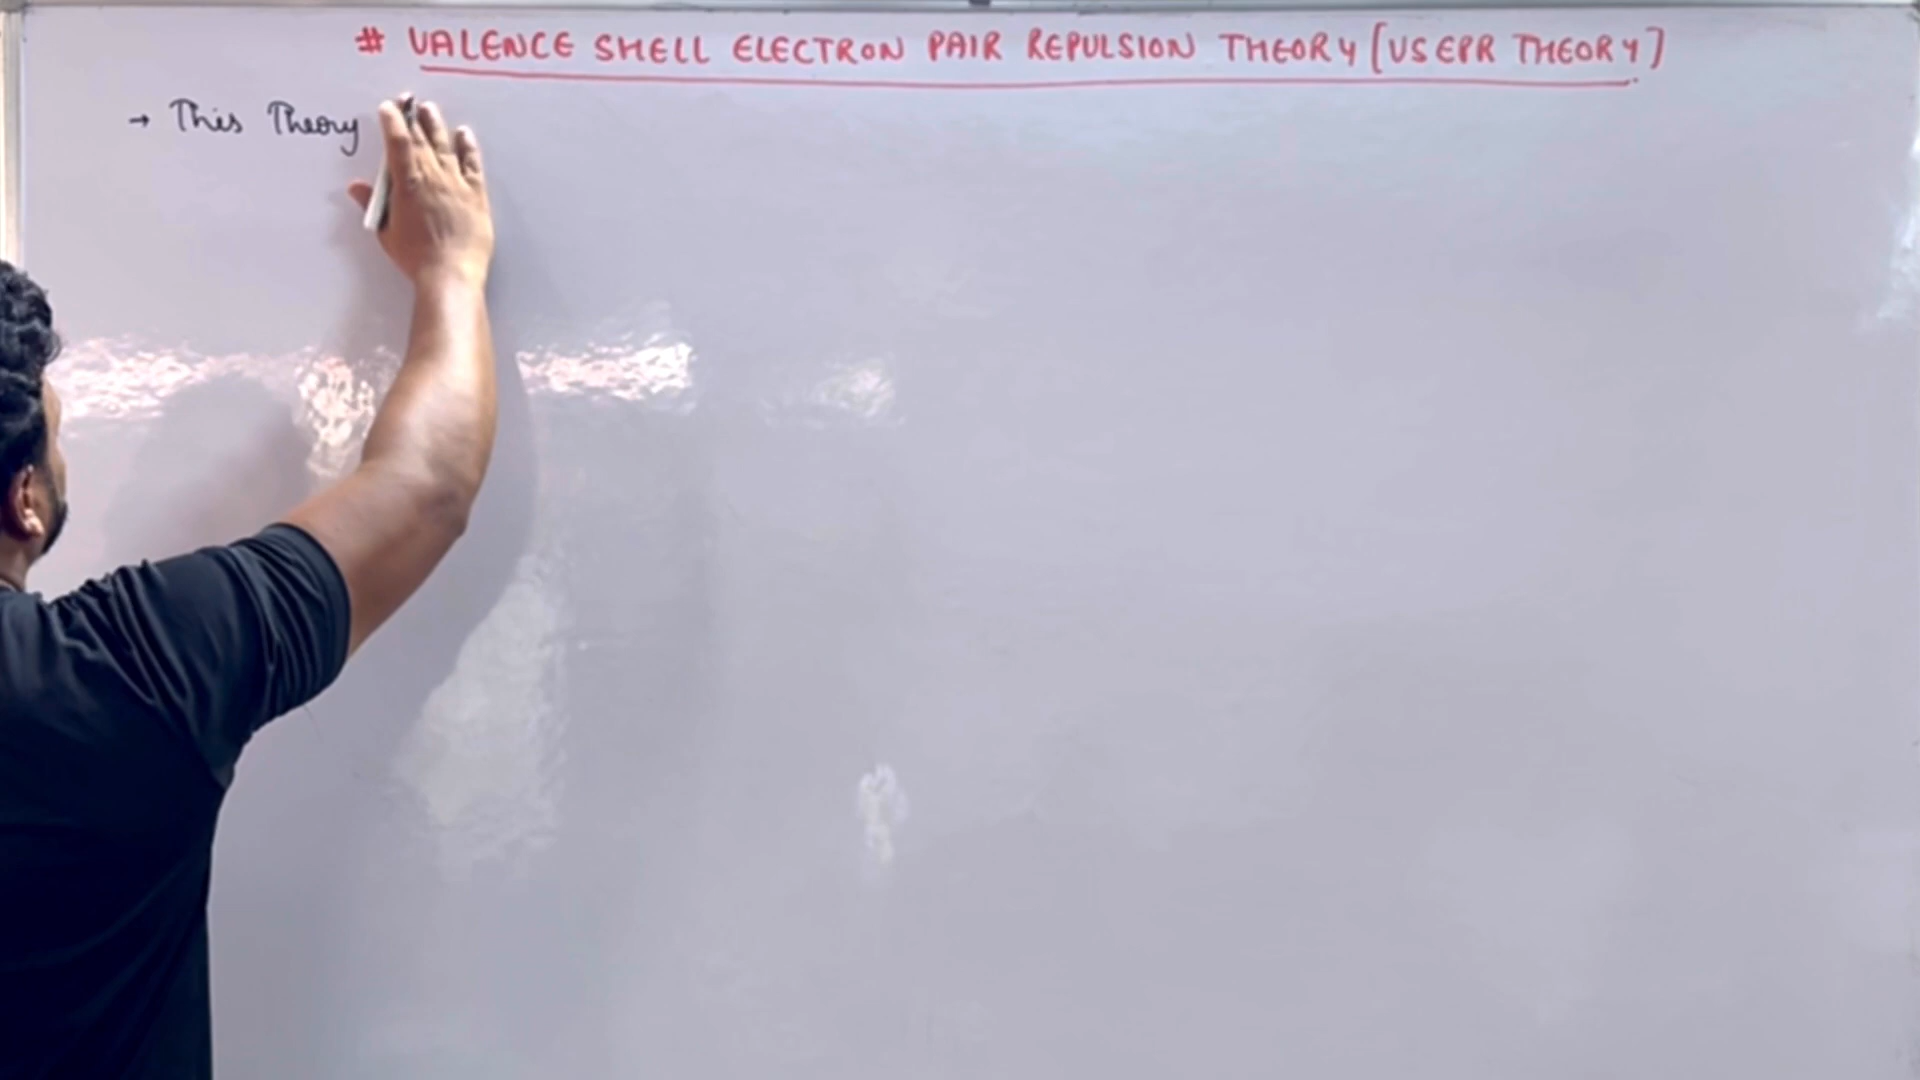 # VALENCE SHELL ELECTRON PAIR REPULSION THEORY [VSEPR THEORY]
→ This Theory